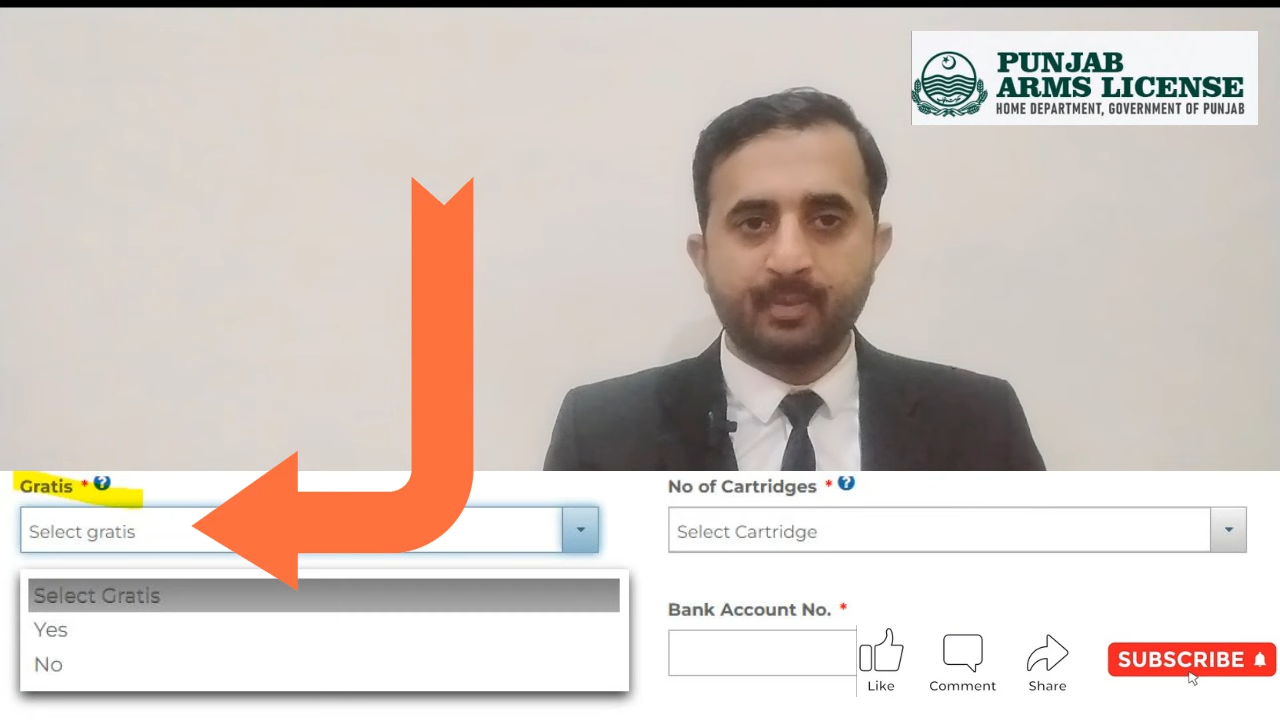 PUNJAB
ARMS LICENSE
HOME DEPARTMENT, GOVERNMENT OF PUNJAB
Gratis * ?
No of Cartridges * ?
Select gratis
Select Cartridge
Select Gratis
Yes
No
Bank Account No. *
Like
Comment
Share
SUBSCRIBE